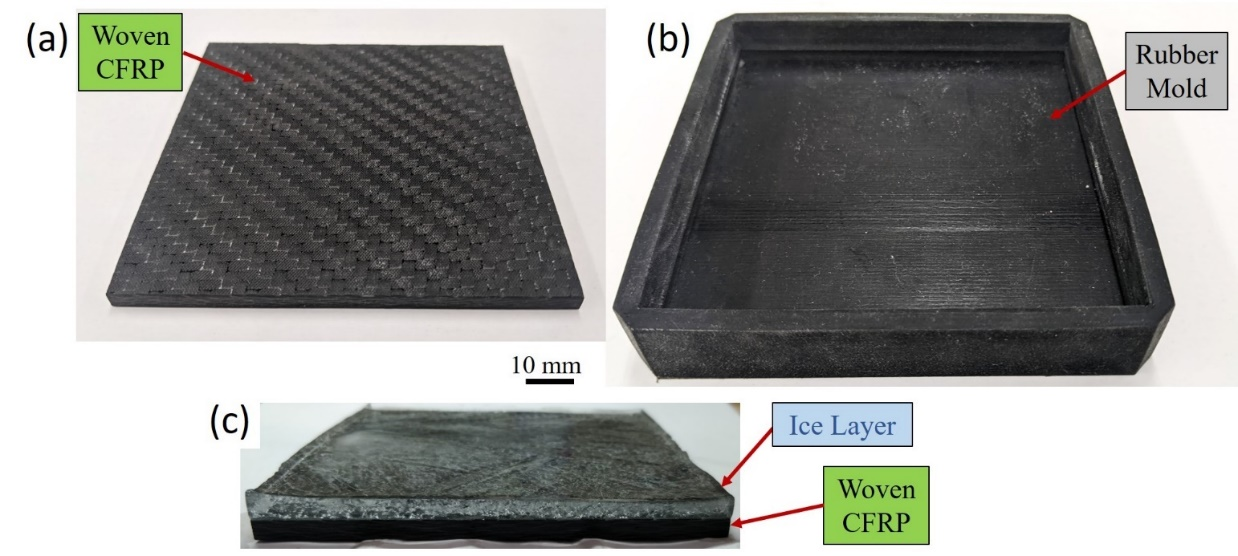 (a)
Woven
CFRP
(b)
Rubber
Mold
10 mm
(c)
Ice Layer
Woven
CFRP